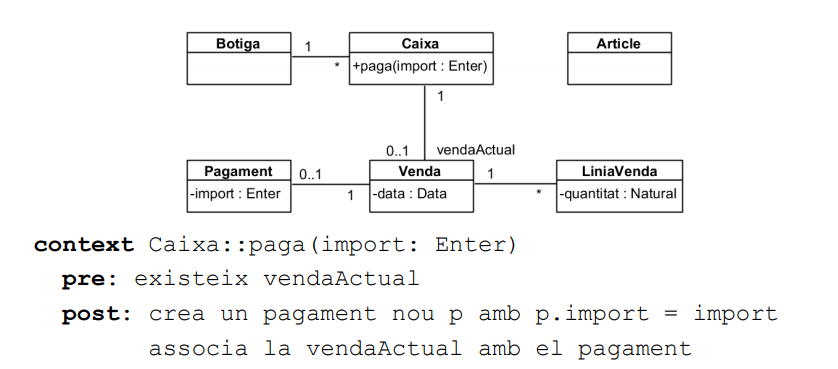 Botiga
1
*
Caixa
+paga(import : Enter)
Article
1
0..1
vendaActual
Pagament
-import : Enter
0..1
1
Venda
-data : Data
1
*
LiniaVenda
-quantitat : Natural
context Caixa::paga(import: Enter)
pre: existeix vendaActual
post: crea un pagament nou p amb p.import = import
associa la vendaActual amb el pagament